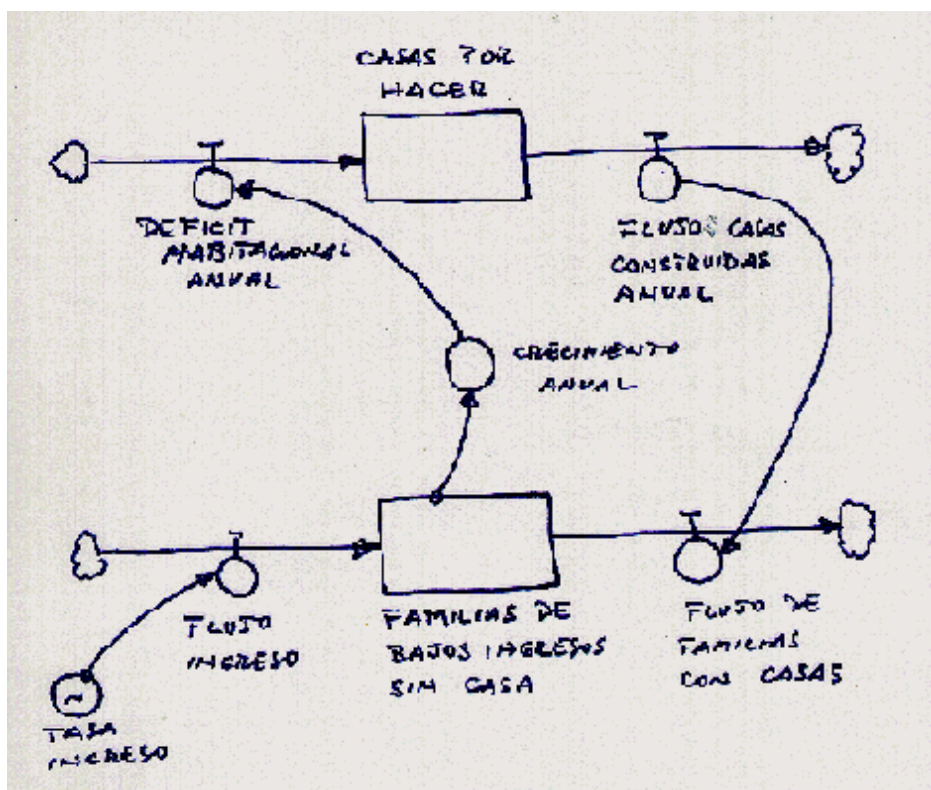 CASAS POR
HACER
DEFICIT
HABITACIONAL
ANUAL
FLUJO CASAS
CONSTRUIDAS
ANUAL
CRECIMIENTO
ANUAL
FLUJO
INGRESO
FAMILIAS DE
BAJOS INGRESOS
SIN CASA
FLUJO DE
FAMILIAS
CON CASAS
~
TASA
INGRESO